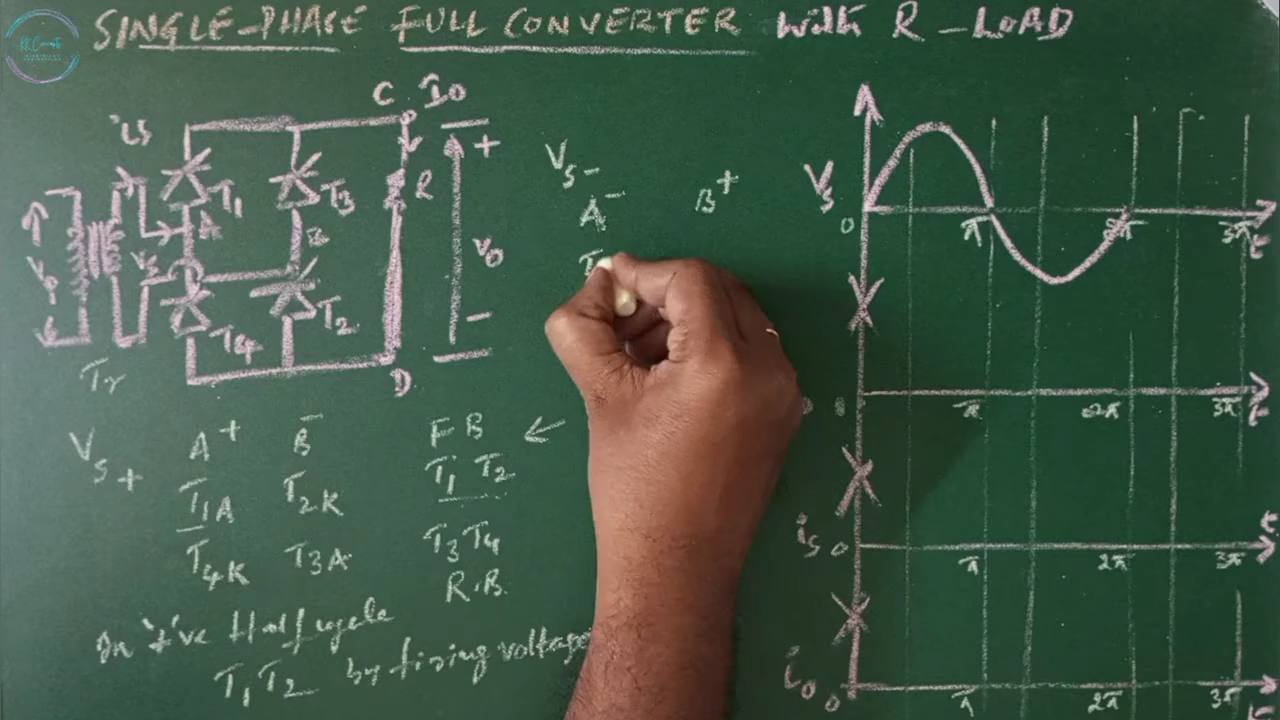 SINGLE-PHASE FULL CONVERTER with R-LOAD
C Io
is
T1 T3 R +
A B
Vs Vo
T4 T2 -
Tr D
Vs+ A+ B- FB ←
T1A T2K T1 T2
T4K T3A T3 T4
R.B.
In +'ve Half cycle
T1 T2 by firing voltage
Vs-
A- B+
T
Vs
0 π 2π 3π t
π 2π 3π t
is 0 π 2π 3π t
io 0 π 2π 3π t